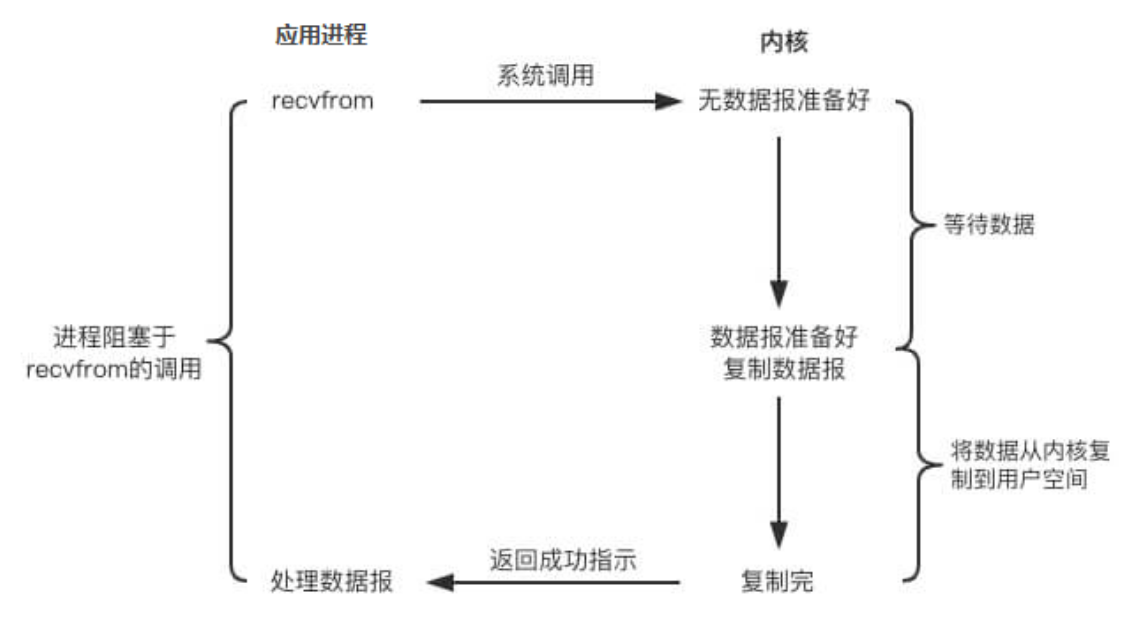 应用进程
内核
系统调用
recvfrom
无数据报准备好
等待数据
进程阻塞于
recvfrom的调用
数据报准备好
复制数据报
将数据从内核复
制到用户空间
返回成功指示
处理数据报
复制完